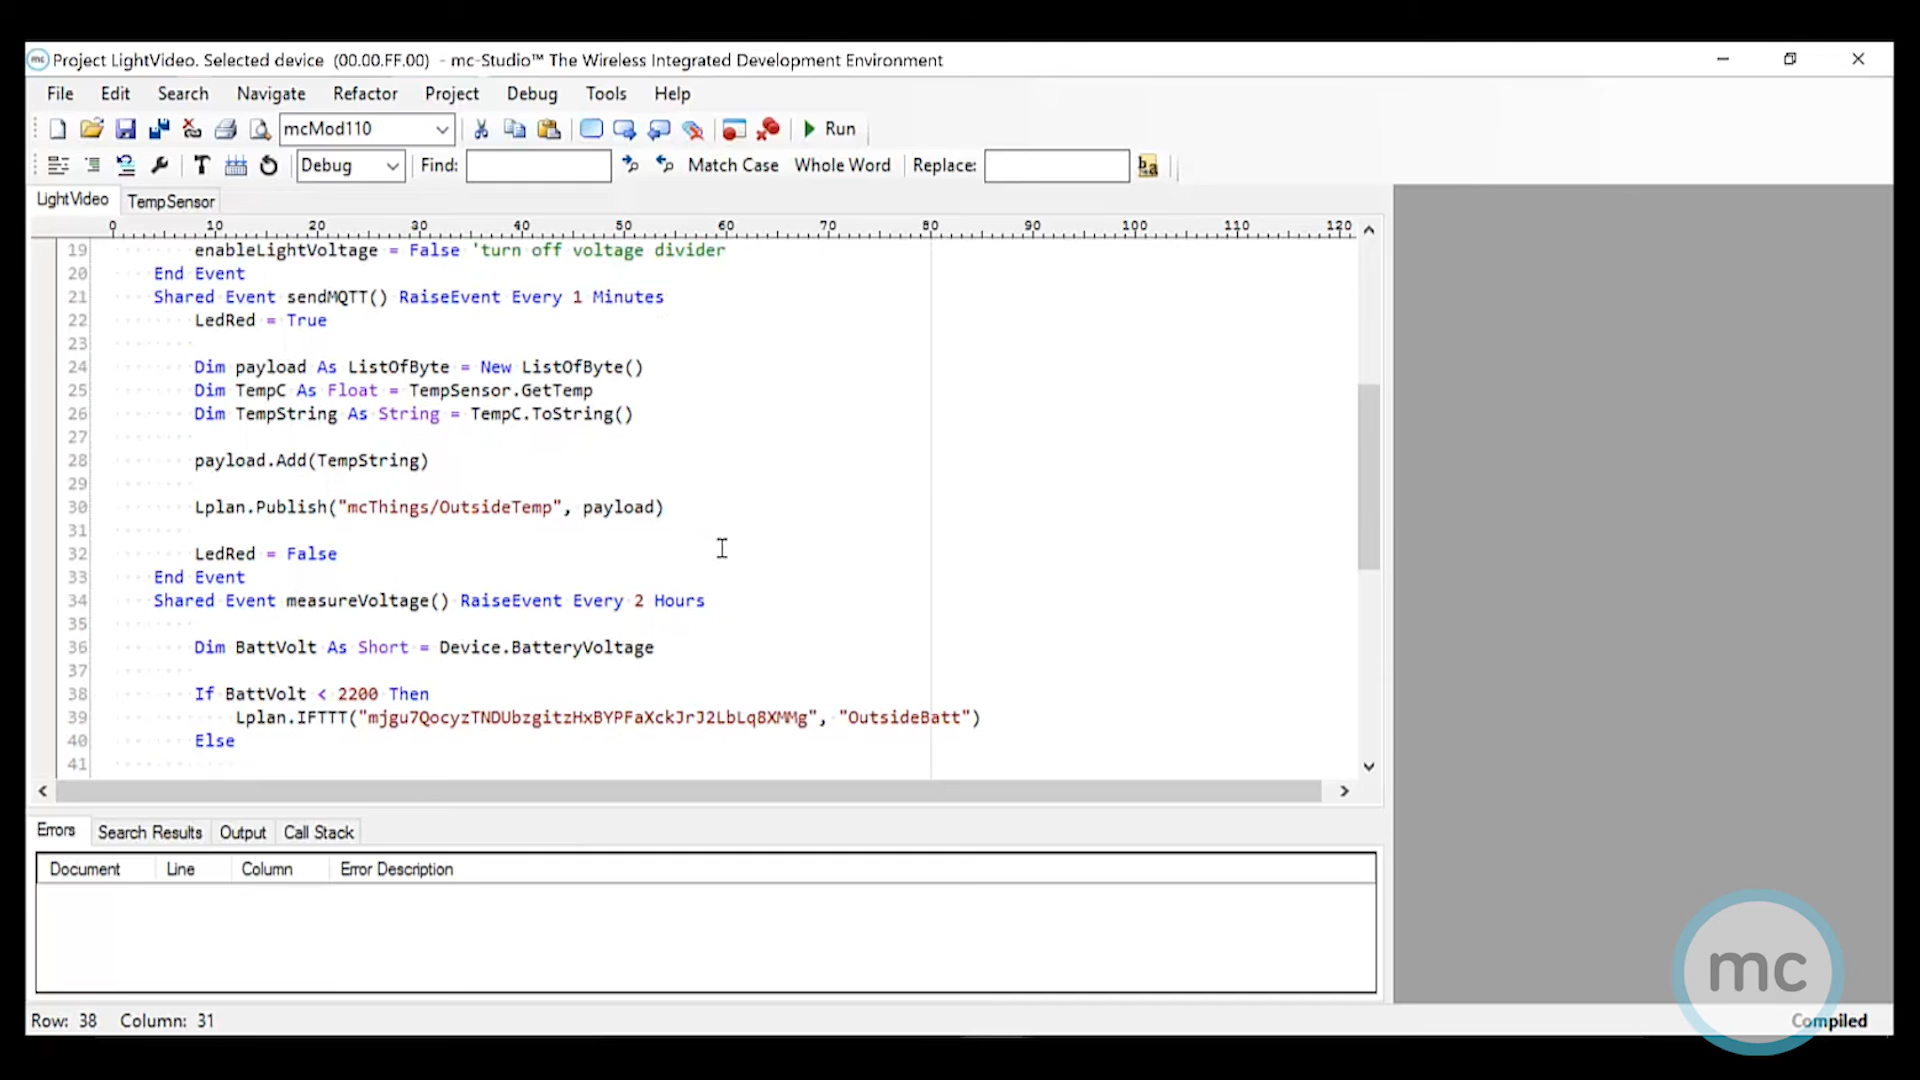 mc Project LightVideo. Selected device (00.00.FF.00) - mc-Studio™ The Wireless Integrated Development Environment
File Edit Search Navigate Refactor Project Debug Tools Help
mcMod110 Run
Debug Find: Match Case Whole Word Replace: b a
LightVideo TempSensor
0 10 20 30 40 50 60 70 80 90 100 110 120
19 enableLightVoltage = False 'turn off voltage divider
20 End Event
21 Shared Event sendMQTT() RaiseEvent Every 1 Minutes
22 LedRed = True
23
24 Dim payload As ListOfByte = New ListOfByte()
25 Dim TempC As Float = TempSensor.GetTemp
26 Dim TempString As String = TempC.ToString()
27
28 payload.Add(TempString)
29
30 Lplan.Publish("mcThings/OutsideTemp", payload)
31
32 LedRed = False
33 End Event
34 Shared Event measureVoltage() RaiseEvent Every 2 Hours
35
36 Dim BattVolt As Short = Device.BatteryVoltage
37
38 If BattVolt < 2200 Then
39 Lplan.IFTTT("mjgu7QocyzTNDUbzgitzHxBYPFaXckJrJ2LbLq8XMMg", "OutsideBatt")
40 Else
41
Errors Search Results Output Call Stack
Document Line Column Error Description
mc
Row: 38 Column: 31 Compiled